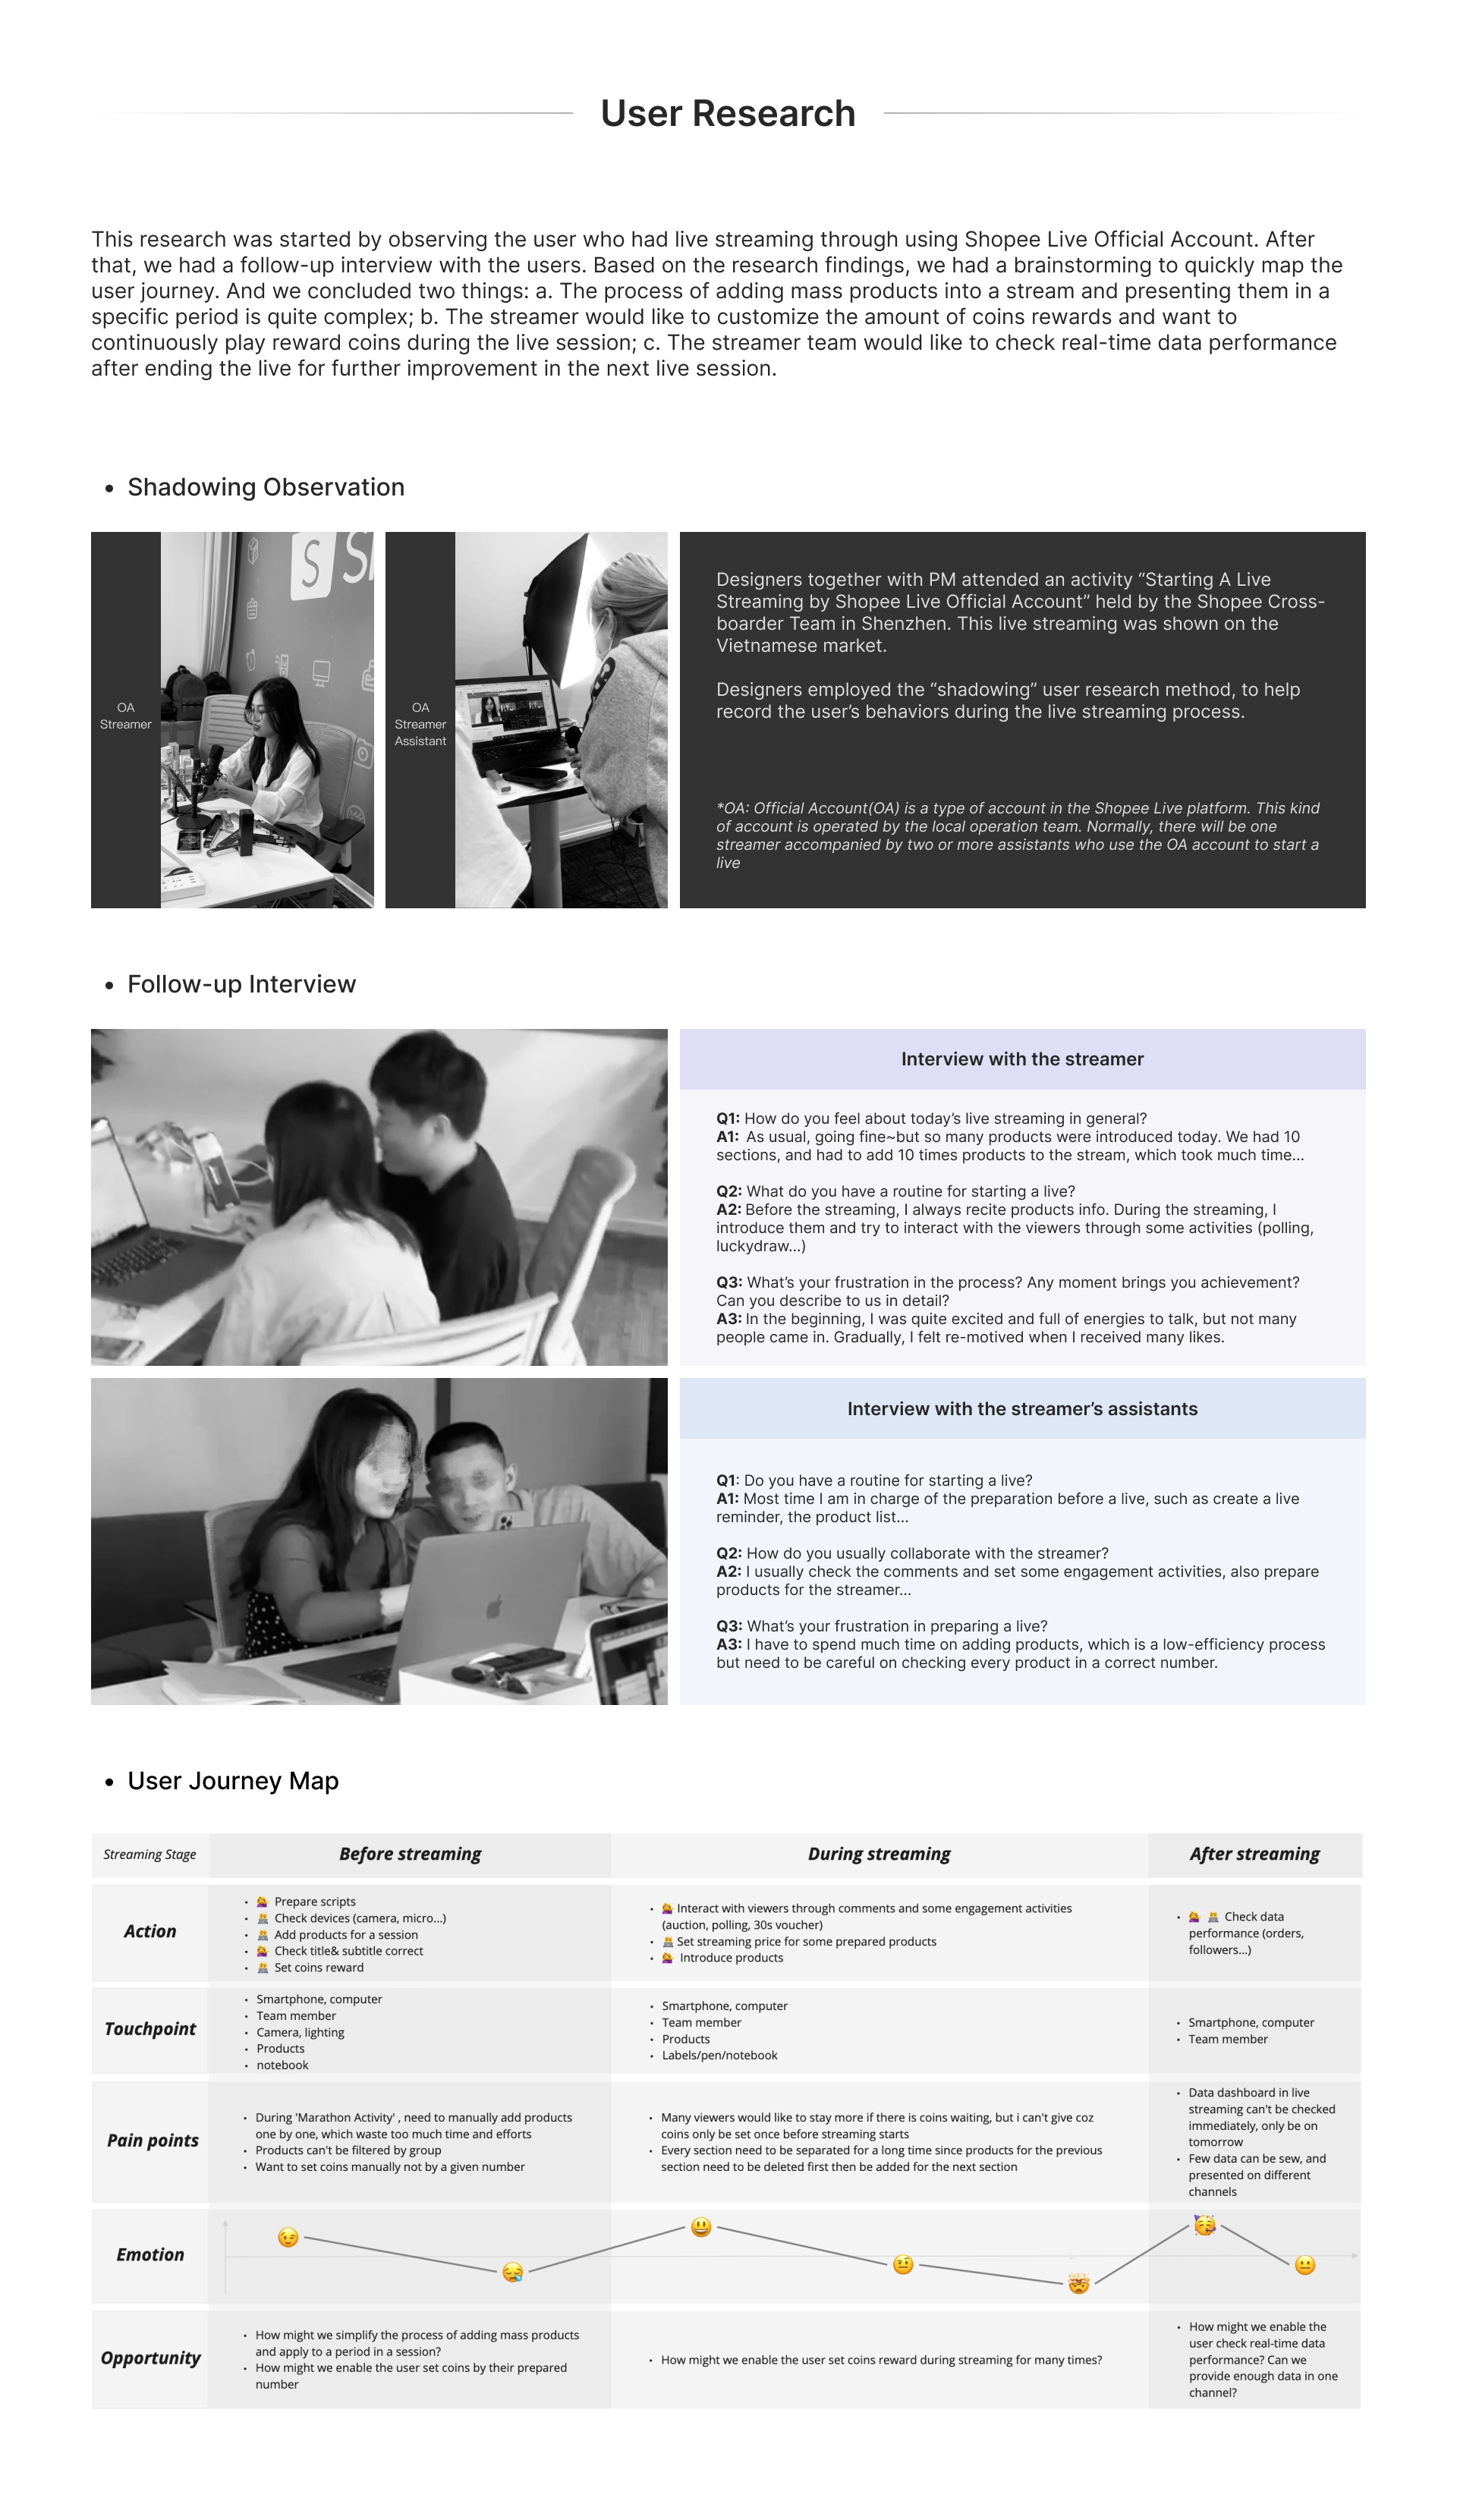 User Research
This research was started by observing the user who had live streaming through using Shopee Live Official Account. After
that, we had a follow-up interview with the users. Based on the research findings, we had a brainstorming to quickly map the
user journey. And we concluded two things: a. The process of adding mass products into a stream and presenting them in a
specific period is quite complex; b. The streamer would like to customize the amount of coins rewards and want to
continuously play reward coins during the live session; c. The streamer team would like to check real-time data performance
after ending the live for further improvement in the next live session.
• Shadowing Observation
OA
Streamer
S S
OA
Streamer
Assistant
Designers together with PM attended an activity “Starting A Live
Streaming by Shopee Live Official Account” held by the Shopee Cross-
boarder Team in Shenzhen. This live streaming was shown on the
Vietnamese market.
Designers employed the “shadowing” user research method, to help
record the user’s behaviors during the live streaming process.
*OA: Official Account(OA) is a type of account in the Shopee Live platform. This kind
of account is operated by the local operation team. Normally, there will be one
streamer accompanied by two or more assistants who use the OA account to start a
live
• Follow-up Interview
Interview with the streamer
Q1: How do you feel about today’s live streaming in general?
A1: As usual, going fine~but so many products were introduced today. We had 10
sections, and had to add 10 times products to the stream, which took much time...
Q2: What do you have a routine for starting a live?
A2: Before the streaming, I always recite products info. During the streaming, I
introduce them and try to interact with the viewers through some activities (polling,
luckydraw...)
Q3: What’s your frustration in the process? Any moment brings you achievement?
Can you describe to us in detail?
A3: In the beginning, I was quite excited and full of energies to talk, but not many
people came in. Gradually, I felt re-motived when I received many likes.
Interview with the streamer’s assistants
Q1: Do you have a routine for starting a live?
A1: Most time I am in charge of the preparation before a live, such as create a live
reminder, the product list...
Q2: How do you usually collaborate with the streamer?
A2: I usually check the comments and set some engagement activities, also prepare
products for the streamer...
Q3: What’s your frustration in preparing a live?
A3: I have to spend much time on adding products, which is a low-efficiency process
but need to be careful on checking every product in a correct number.
• User Journey Map
Streaming Stage
Before streaming
During streaming
After streaming
Action
• Prepare scripts
• Check devices (camera, micro...)
• Add products for a session
• Check title& subtitle correct
• Set coins reward
• Interact with viewers through comments and some engagement activities
(auction, polling, 30s voucher)
• Set streaming price for some prepared products
• Introduce products
• Check data
performance (orders,
followers...)
Touchpoint
• Smartphone, computer
• Team member
• Camera, lighting
• Products
• notebook
• Smartphone, computer
• Team member
• Products
• Labels/pen/notebook
• Smartphone, computer
• Team member
Pain points
• During 'Marathon Activity' , need to manually add products
one by one, which waste too much time and efforts
• Products can't be filtered by group
• Want to set coins manually not by a given number
• Many viewers would like to stay more if there is coins waiting, but i can't give coz
coins only be set once before streaming starts
• Every section need to be separated for a long time since products for the previous
section need to be deleted first then be added for the next section
• Data dashboard in live
streaming can't be checked
immediately, only be on
tomorrow
• Few data can be sew, and
presented on different
channels
Emotion
Opportunity
• How might we simplify the process of adding mass products
and apply to a period in a session?
• How might we enable the user set coins by their prepared
number
• How might we enable the user set coins reward during streaming for many times?
• How might we enable the
user check real-time data
performance? Can we
provide enough data in one
channel?